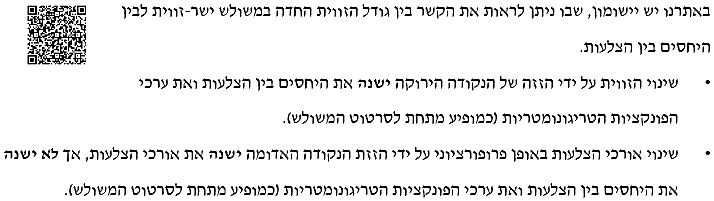 באתרנו יש יישומון, שבו ניתן לראות את הקשר בין גודל הזווית החדה במשולש ישר-זווית לבין
היחסים בין הצלעות.
• שינוי הזווית על ידי הזזה של הנקודה הירוקה ישנה את היחסים בין הצלעות ואת ערכי
הפונקציות הטריגונומטריות (כמופיע מתחת לסרטוט המשולש).
• שינוי אורכי הצלעות באופן פרופורציוני על ידי הזזת הנקודה האדומה ישנה את אורכי הצלעות, אך לא ישנה
את היחסים בין הצלעות ואת ערכי הפונקציות הטריגונומטריות (כמופיע מתחת לסרטוט המשולש).